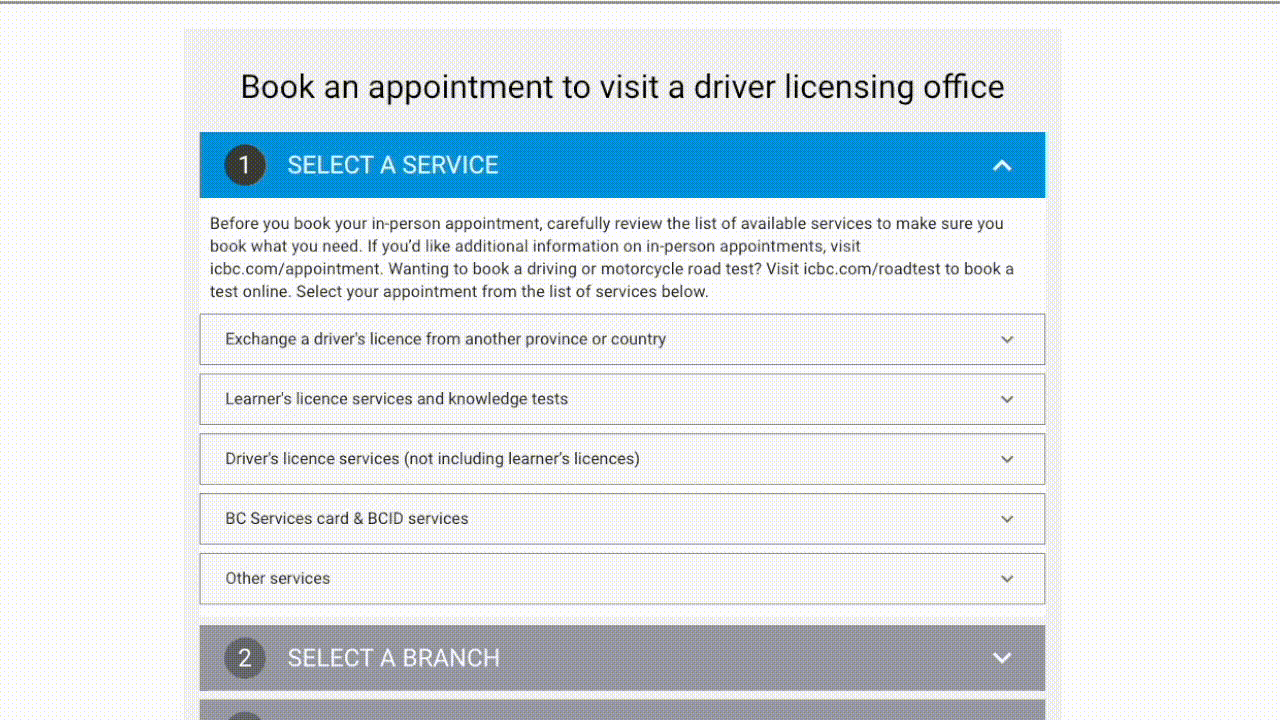 Book an appointment to visit a driver licensing office
1 SELECT A SERVICE
Before you book your in-person appointment, carefully review the list of available services to make sure you
book what you need. If you’d like additional information on in-person appointments, visit
icbc.com/appointment. Wanting to book a driving or motorcycle road test? Visit icbc.com/roadtest to book a
test online. Select your appointment from the list of services below.
Exchange a driver's licence from another province or country
Learner's licence services and knowledge tests
Driver's licence services (not including learner’s licences)
BC Services card & BCID services
Other services
2 SELECT A BRANCH